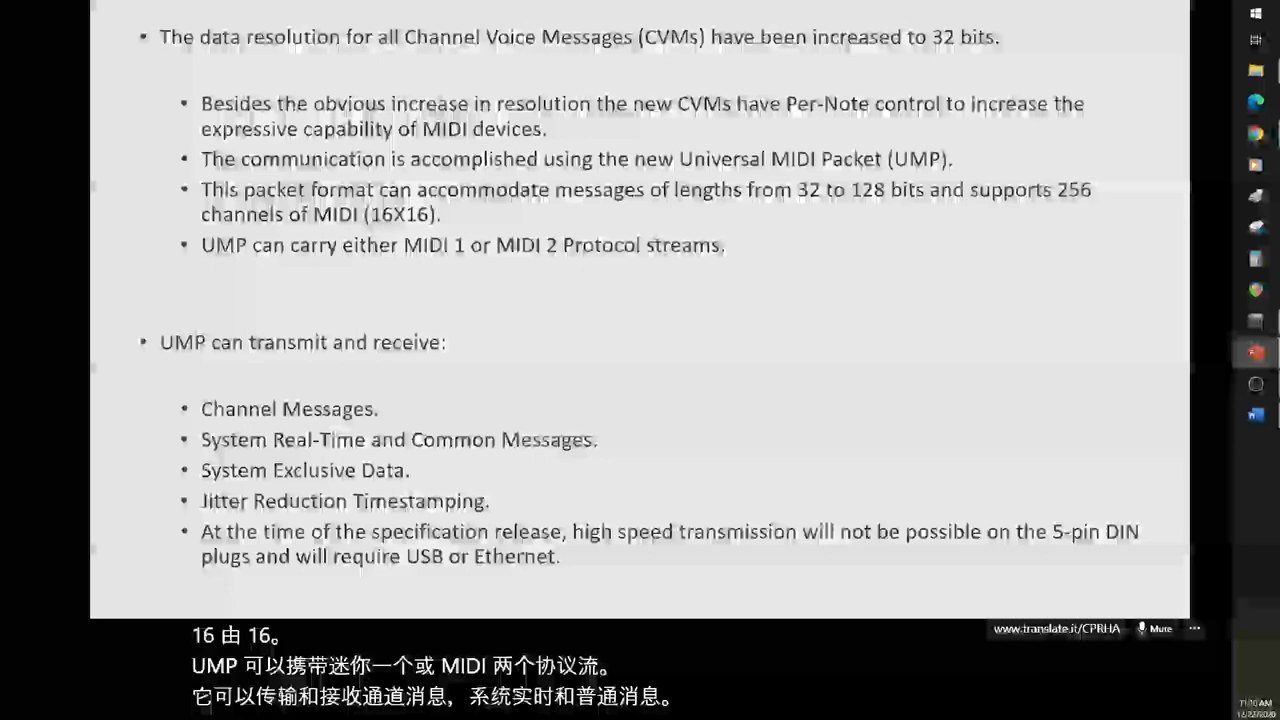 • The data resolution for all Channel Voice Messages (CVMs) have been increased to 32 bits.
• Besides the obvious increase in resolution the new CVMs have Per-Note control to increase the
expressive capability of MIDI devices.
• The communication is accomplished using the new Universal MIDI Packet (UMP).
• This packet format can accommodate messages of lengths from 32 to 128 bits and supports 256
channels of MIDI (16X16).
• UMP can carry either MIDI 1 or MIDI 2 Protocol streams.
• UMP can transmit and receive:
• Channel Messages.
• System Real-Time and Common Messages.
• System Exclusive Data.
• Jitter Reduction Timestamping.
• At the time of the specification release, high speed transmission will not be possible on the 5-pin DIN
plugs and will require USB or Ethernet.
www.translate.it/CPRHA Mute ...
16 由 16。
UMP 可以携带迷你一个或 MIDI 两个协议流。
它可以传输和接收通道消息，系统实时和普通消息。